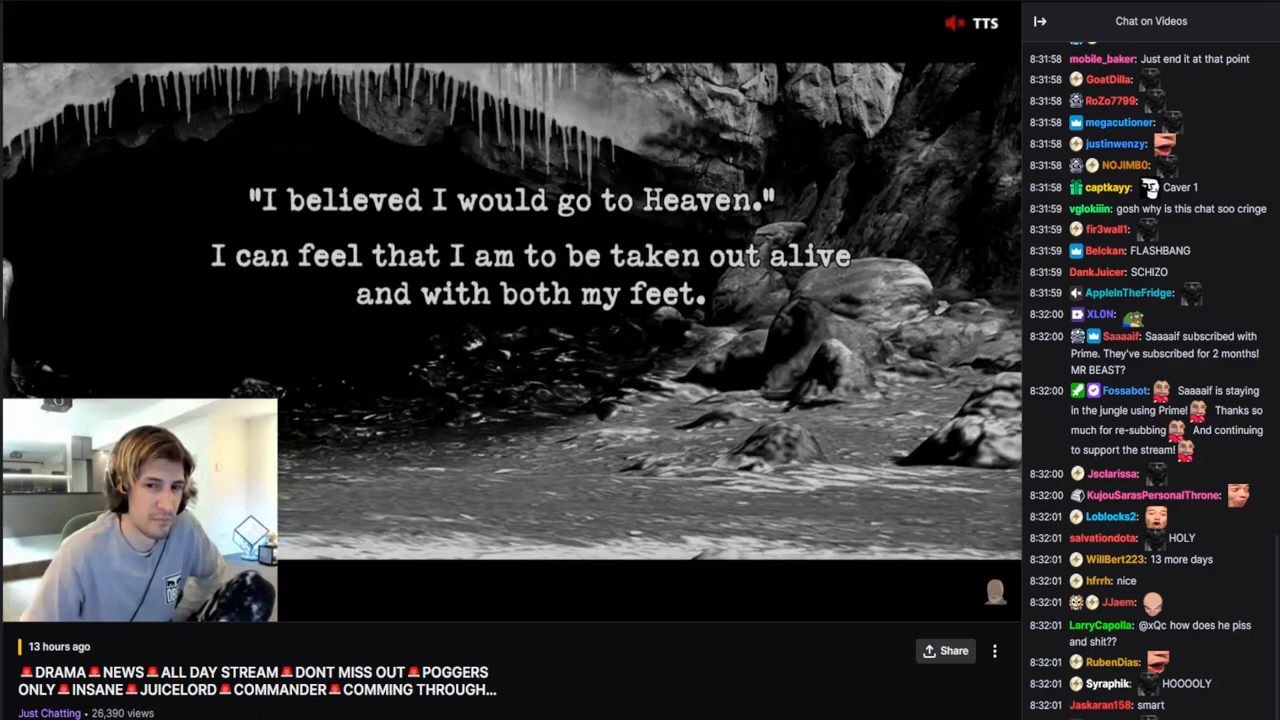 TTS
"I believed I would go to Heaven."
I can feel that I am to be taken out alive
and with both my feet.
13 hours ago
Share
DRAMA NEWS ALL DAY STREAM DONT MISS OUT POGGERS
ONLY INSANE JUICELORD COMMANDER COMMING THROUGH...
Just Chatting • 26,390 views
Chat on Videos
8:31:58 mobile_baker: Just end it at that point
8:31:58 GoatDilla:
8:31:58 RoZo7799:
8:31:58 megacutioner:
8:31:58 justinwenzy:
8:31:58 NOJIMB0:
8:31:58 captkayy: Caver 1
8:31:59 vglokiiin: gosh why is this chat soo cringe
8:31:59 fir3wall1:
8:31:59 Belckan: FLASHBANG
8:31:59 DankJuicer: SCHIZO
8:31:59 AppleInTheFridge:
8:32:00 XL0N:
8:32:00 Saaaaif: Saaaaif subscribed with
Prime. They've subscribed for 2 months!
MR BEAST?
8:32:00 Fossabot: Saaaaif is staying
in the jungle using Prime! Thanks so
much for re-subbing And continuing
to support the stream!
8:32:00 Jsclarissa:
8:32:00 KujouSarasPersonalThrone:
8:32:01 Loblocks2:
8:32:01 salvationdota: HOLY
8:32:01 WillBert223: 13 more days
8:32:01 hfrrh: nice
8:32:01 JJaem:
8:32:01 LarryCapolla: @xQc how does he piss
and shit??
8:32:01 RubenDias:
8:32:01 Syraphik: HOOOOLY
8:32:01 Jaskaran158: smart